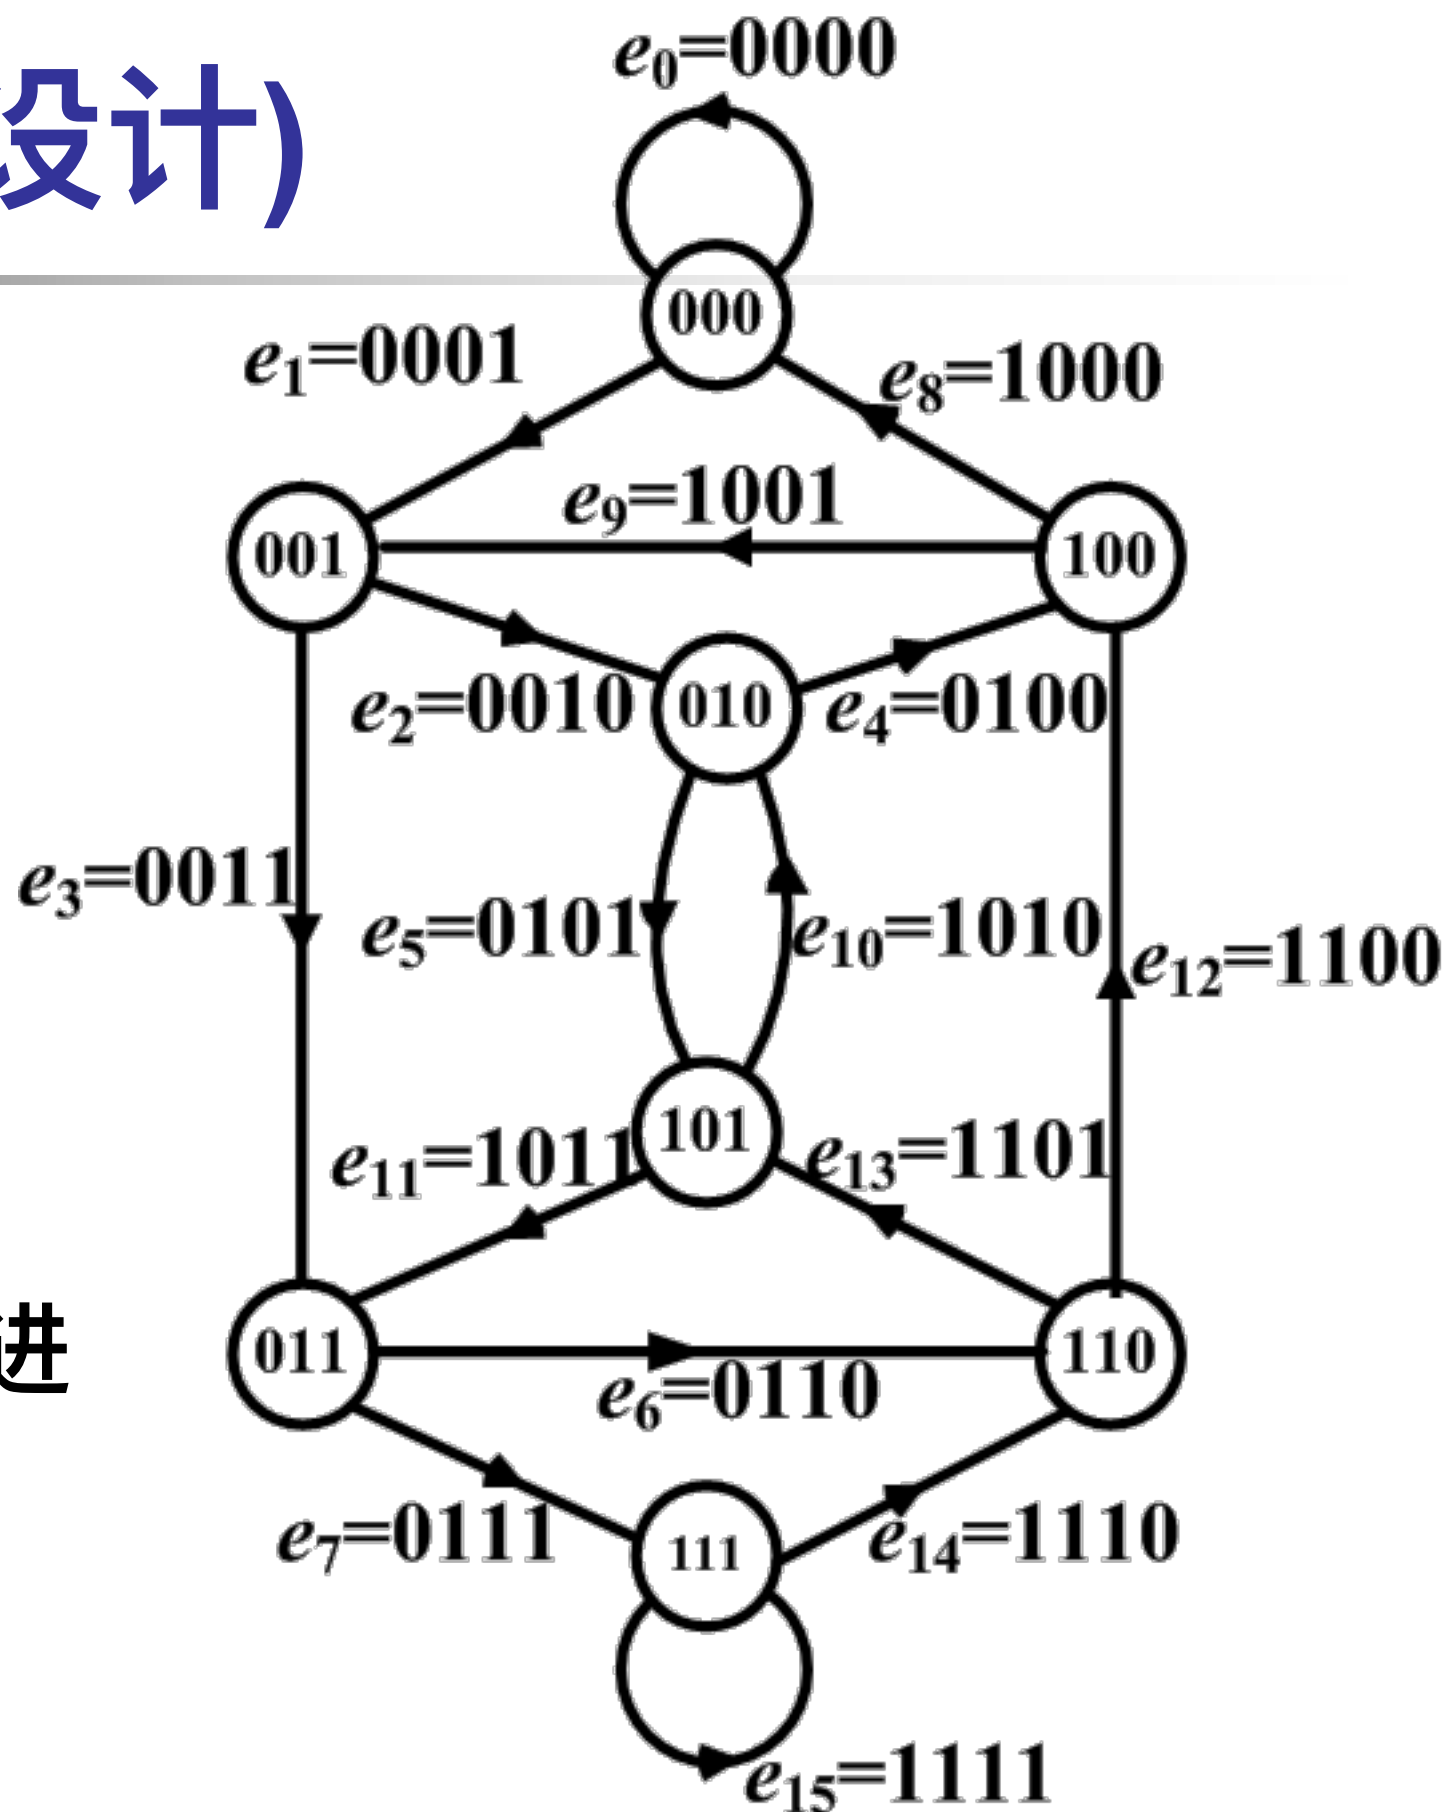 设计)
e₀=0000
000
e₁=0001
e₈=1000
e₉=1001
001
100
e₂=0010
010
e₄=0100
e₃=0011
e₅=0101
e₁₀=1010
e₁₂=1100
e₁₁=1011
101
e₁₃=1101
011
进
110
e₆=0110
e₇=0111
111
e₁₄=1110
e₁₅=1111